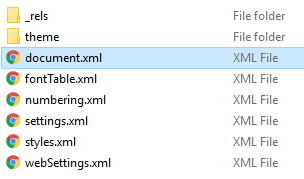 _rels File folder
theme File folder
document.xml XML File
fontTable.xml XML File
numbering.xml XML File
settings.xml XML File
styles.xml XML File
webSettings.xml XML File